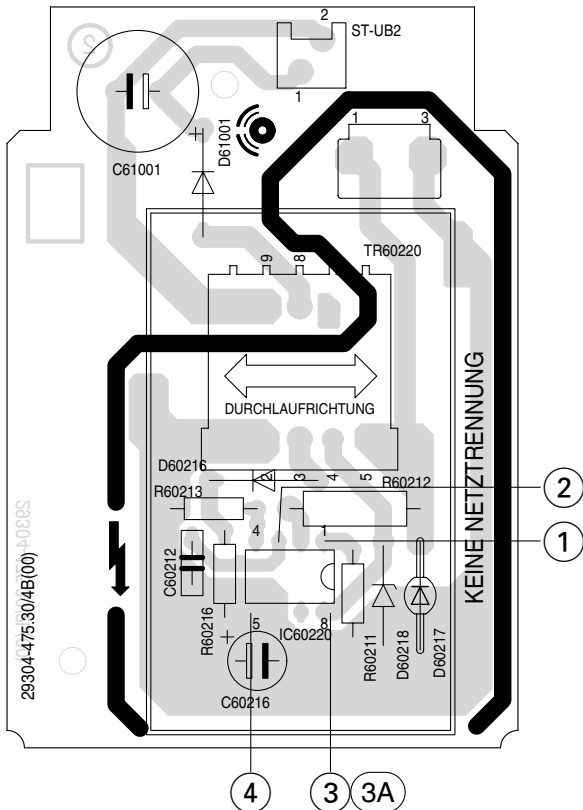 2
ST-UB2
2
1
1
3
+
D61001
C61001
9
8
TR60220
DURCHLAUFRICHTUNG
KEINE NETZTRENNUNG
D60216
2
3
4
5
R60213
R60212
2
4
1
1
C60212
R60216
+
5
IC60220
8
R60211
D60218
D60217
C60216
29304-475.30/4B(00)
4
3
3A